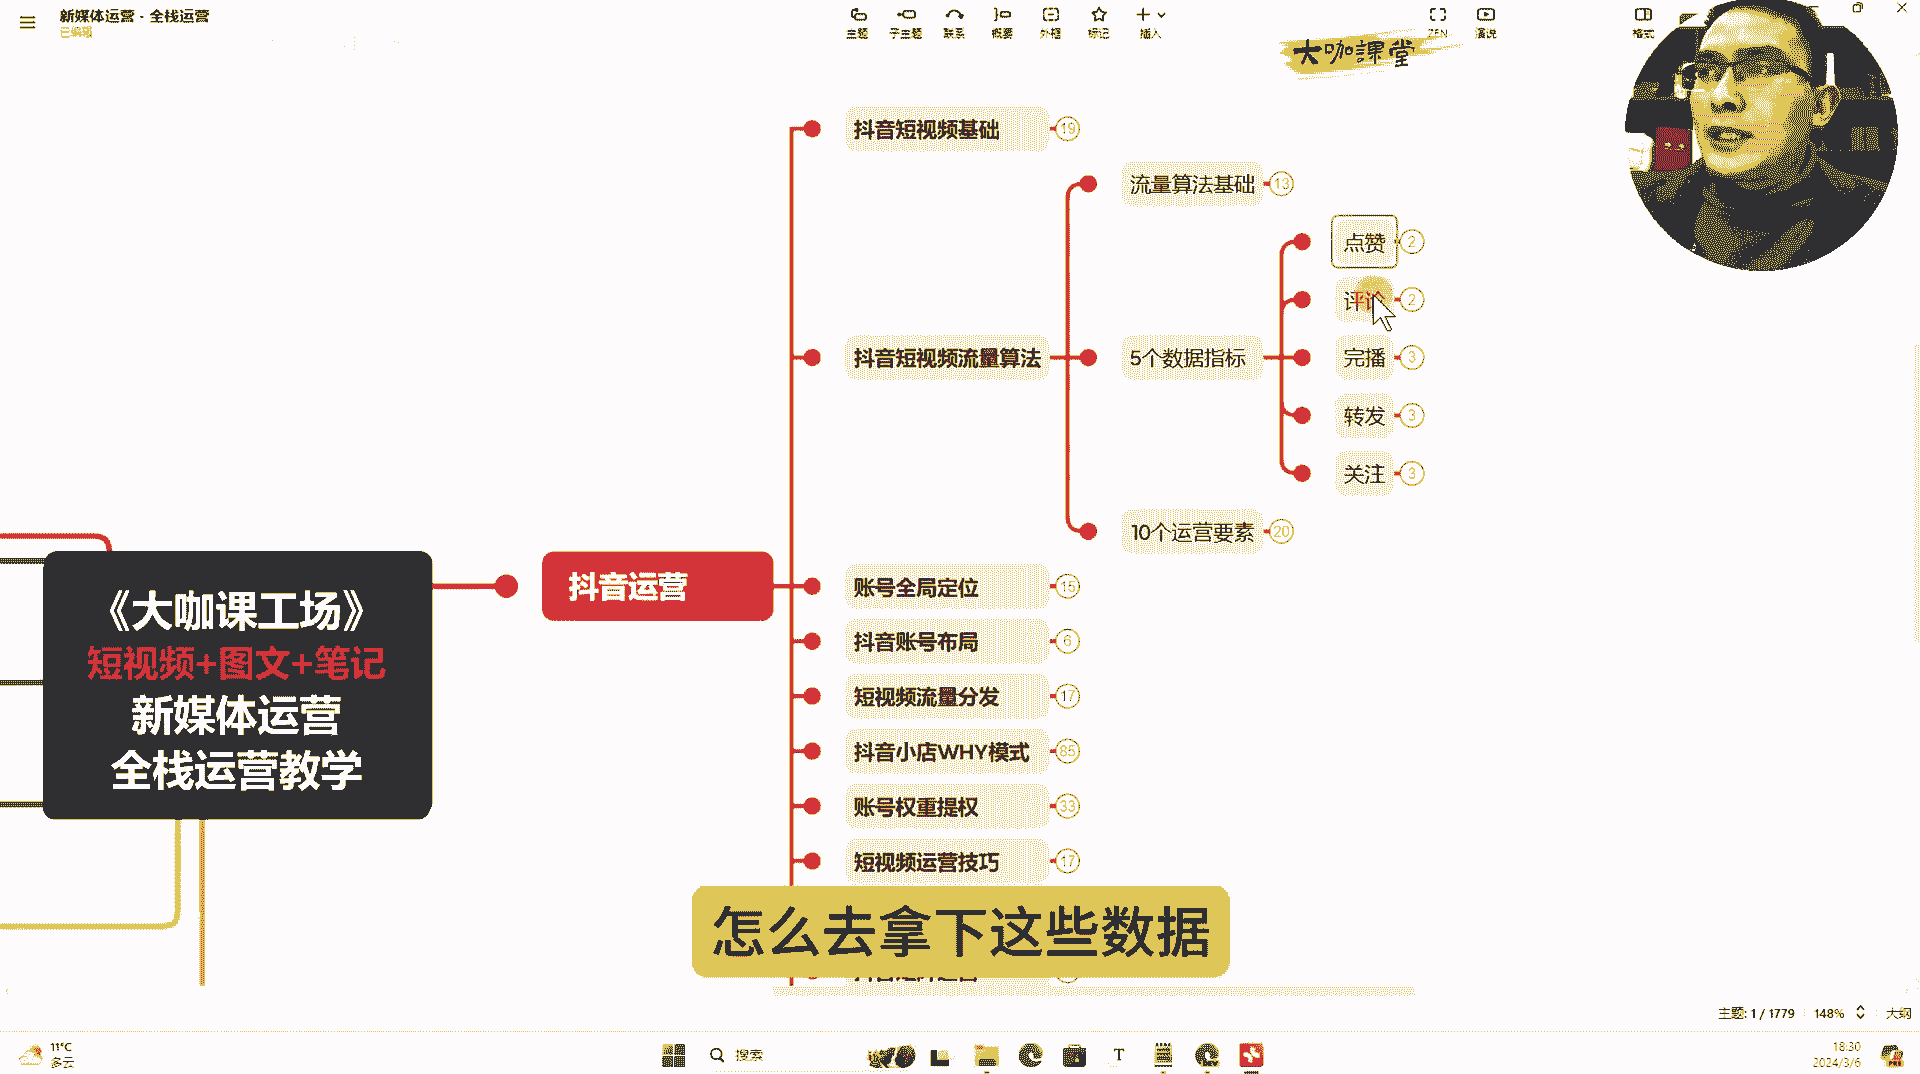 新媒体运营 - 全栈运营
已编辑
主题
子主题
联系
概要
外框
标记
插入
ZEN
演说
格式
大咖課堂
抖音短视频基础
19
流量算法基础
13
点赞
2
评论
2
抖音短视频流量算法
5个数据指标
完播
3
转发
3
关注
3
10个运营要素
20
《大咖课工场》
短视频+图文+笔记
新媒体运营
全栈运营教学
抖音运营
账号全局定位
15
抖音账号布局
6
短视频流量分发
17
抖音小店WHY模式
85
账号权重提权
33
短视频运营技巧
17
怎么去拿下这些数据
主题: 1 / 1779
148%
大纲
11°C
多云
搜索
18:30
2024/3/6